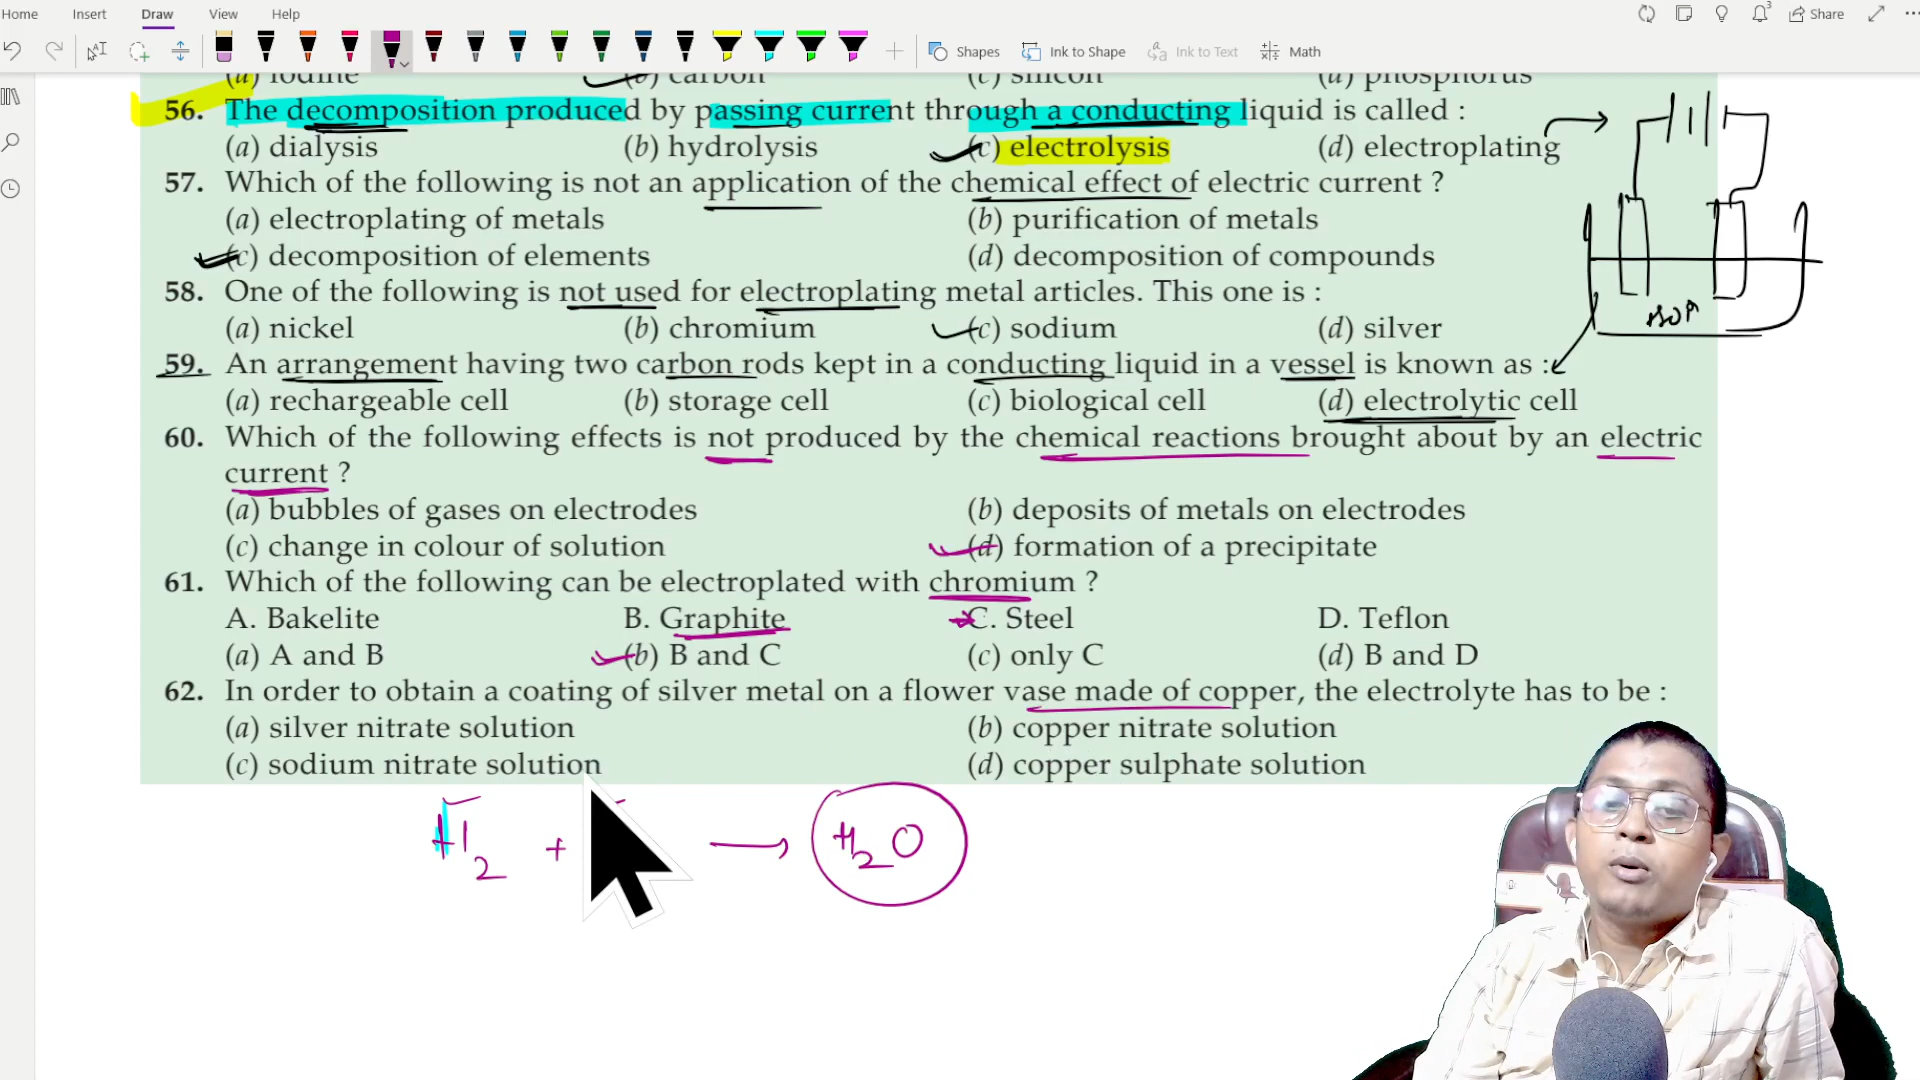 Home Insert Draw View Help
3 Share
Shapes Ink to Shape Ink to Text Math
(a) iodine (b) carbon (c) silicon (d) phosphorus
56. The decomposition produced by passing current through a conducting liquid is called :
(a) dialysis (b) hydrolysis (c) electrolysis (d) electroplating
57. Which of the following is not an application of the chemical effect of electric current ?
(a) electroplating of metals (b) purification of metals
(c) decomposition of elements (d) decomposition of compounds
58. One of the following is not used for electroplating metal articles. This one is :
(a) nickel (b) chromium (c) sodium (d) silver
59. An arrangement having two carbon rods kept in a conducting liquid in a vessel is known as :
(a) rechargeable cell (b) storage cell (c) biological cell (d) electrolytic cell
60. Which of the following effects is not produced by the chemical reactions brought about by an electric
current ?
(a) bubbles of gases on electrodes (b) deposits of metals on electrodes
(c) change in colour of solution (d) formation of a precipitate
61. Which of the following can be electroplated with chromium ?
A. Bakelite B. Graphite C. Steel D. Teflon
(a) A and B (b) B and C (c) only C (d) B and D
62. In order to obtain a coating of silver metal on a flower vase made of copper, the electrolyte has to be :
(a) silver nitrate solution (b) copper nitrate solution
(c) sodium nitrate solution (d) copper sulphate solution
H2 + → H2O